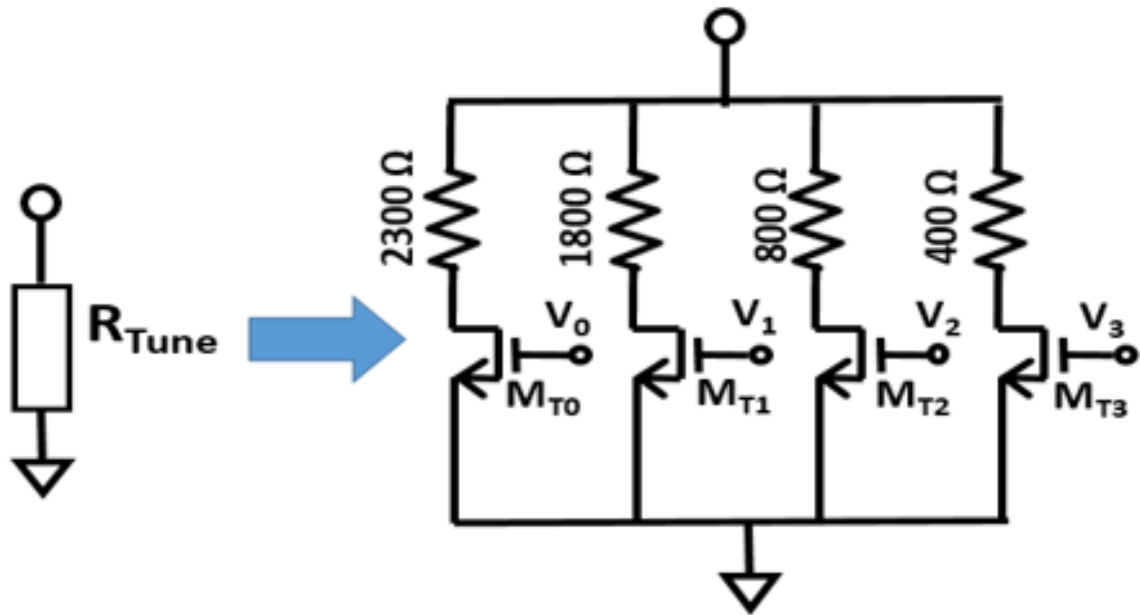 R_Tune
2300 Ω
1800 Ω
800 Ω
400 Ω
V_0
V_1
V_2
V_3
M_T0
M_T1
M_T2
M_T3